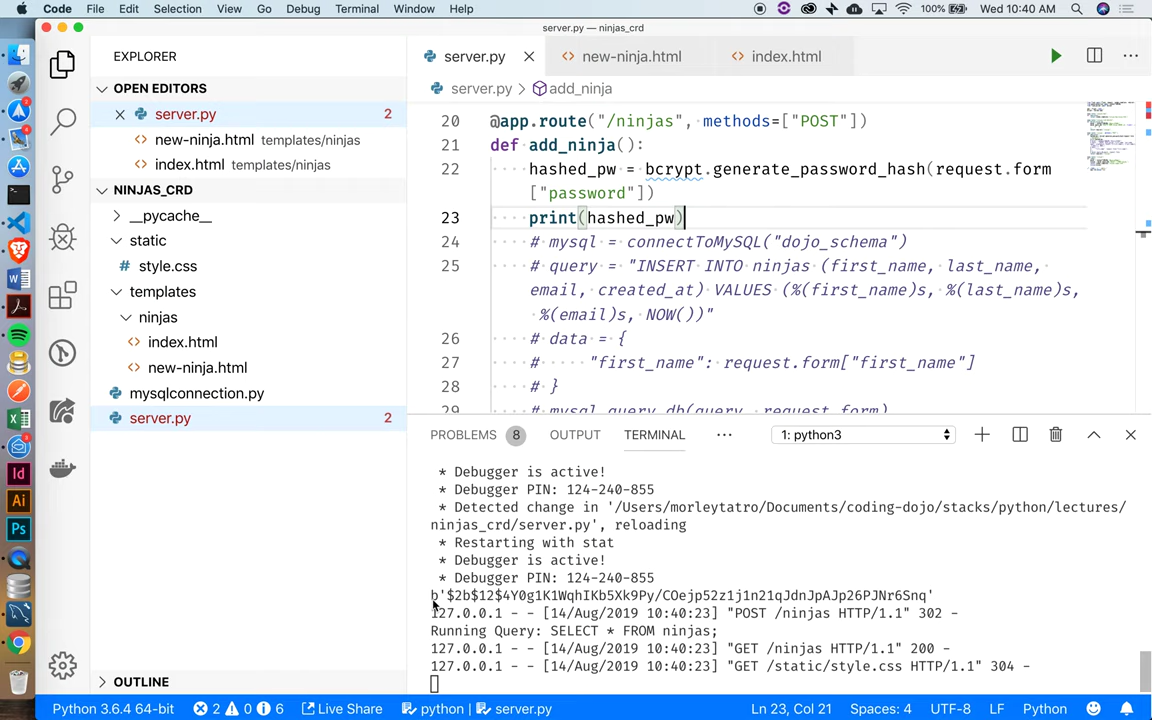 Code File Edit Selection View Go Debug Terminal Window Help 100% Wed 10:40 AM
server.py — ninjas_crd
EXPLORER
server.py new-ninja.html index.html
OPEN EDITORS
server.py > add_ninja
server.py 2
new-ninja.html templates/ninjas
index.html templates/ninjas
NINJAS_CRD
__pycache__
static
style.css
templates
ninjas
index.html
new-ninja.html
mysqlconnection.py
server.py 2
OUTLINE
20 @app.route("/ninjas", methods=["POST"])
21 def add_ninja():
22 hashed_pw = bcrypt.generate_password_hash(request.form
["password"])
23 print(hashed_pw)
24 # mysql = connectToMySQL("dojo_schema")
25 # query = "INSERT INTO ninjas (first_name, last_name,
email, created_at) VALUES (%(first_name)s, %(last_name)s,
%(email)s, NOW())"
26 # data = {
27 # "first_name": request.form["first_name"]
28 # }
29 # mysql.query_db(query, request.form)
PROBLEMS 8 OUTPUT TERMINAL ··· 1: python3
* Debugger is active!
* Debugger PIN: 124-240-855
* Detected change in '/Users/morleytatro/Documents/coding-dojo/stacks/python/lectures/
ninjas_crd/server.py', reloading
* Restarting with stat
* Debugger is active!
* Debugger PIN: 124-240-855
b'$2b$12$4Y0g1K1WqhIKb5Xk9Py/COejp52z1j1n21qJdnJpAJp26PJNr6Snq'
127.0.0.1 - - [14/Aug/2019 10:40:23] "POST /ninjas HTTP/1.1" 302 -
Running Query: SELECT * FROM ninjas;
127.0.0.1 - - [14/Aug/2019 10:40:23] "GET /ninjas HTTP/1.1" 200 -
127.0.0.1 - - [14/Aug/2019 10:40:23] "GET /static/style.css HTTP/1.1" 304 -
Id
Ai
Ps
Python 3.6.4 64-bit 2 0 6 Live Share python | server.py Ln 23, Col 21 Spaces: 4 UTF-8 LF Python